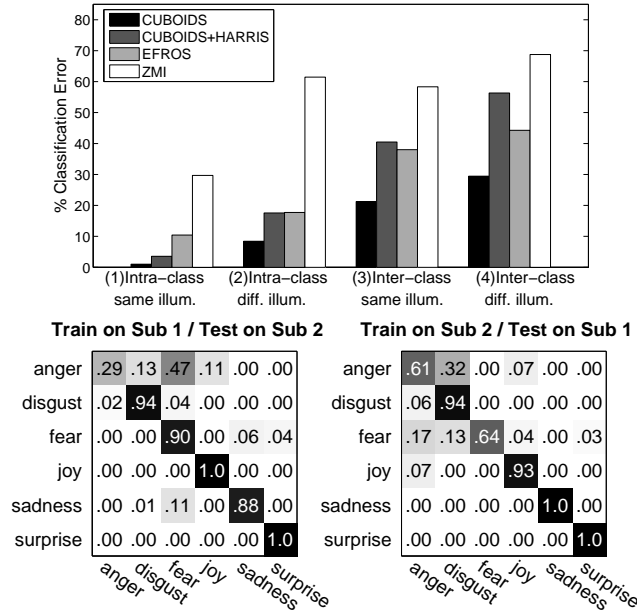 CUBOIDS
CUBOIDS+HARRIS
EFROS
ZMI
% Classification Error
80
70
60
50
40
30
20
10
0
(1)Intra−class same illum.
(2)Intra−class diff. illum.
(3)Inter−class same illum.
(4)Inter−class diff. illum.
Train on Sub 1 / Test on Sub 2
anger .29 .13 .47 .11 .00 .00
disgust .02 .94 .04 .00 .00 .00
fear .00 .00 .90 .00 .06 .04
joy .00 .00 .00 1.0 .00 .00
sadness .00 .01 .11 .00 .88 .00
surprise .00 .00 .00 .00 .00 1.0
anger disgust fear joy sadness surprise
Train on Sub 2 / Test on Sub 1
anger .61 .32 .00 .07 .00 .00
disgust .06 .94 .00 .00 .00 .00
fear .17 .13 .64 .04 .00 .03
joy .07 .00 .00 .93 .00 .00
sadness .00 .00 .00 .00 1.0 .00
surprise .00 .00 .00 .00 .00 1.0
anger disgust fear joy sadness surprise